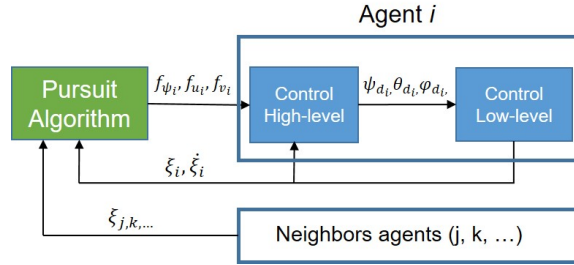 Agent i
Pursuit
Algorithm
f_{ψ_i}, f_{u_i}, f_{v_i}
Control
High-level
ψ_{d_i}, θ_{d_i}, φ_{d_i},
Control
Low-level
ξ_i, ξ̇_i
ξ_{j,k,...}
Neighbors agents (j, k, ...)